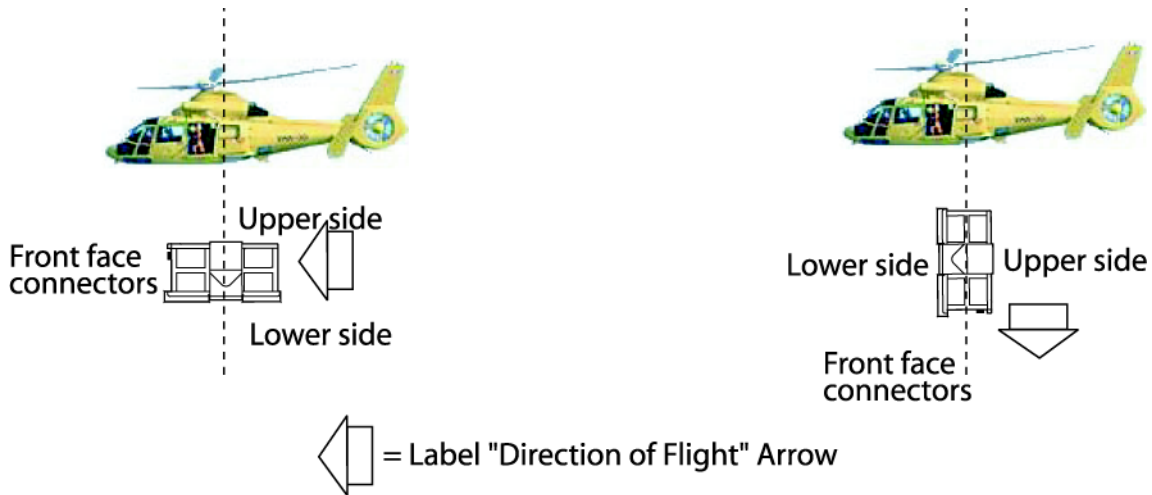 Upper side
Front face
connectors
Lower side
Lower side
Upper side
Front face
connectors
= Label "Direction of Flight" Arrow